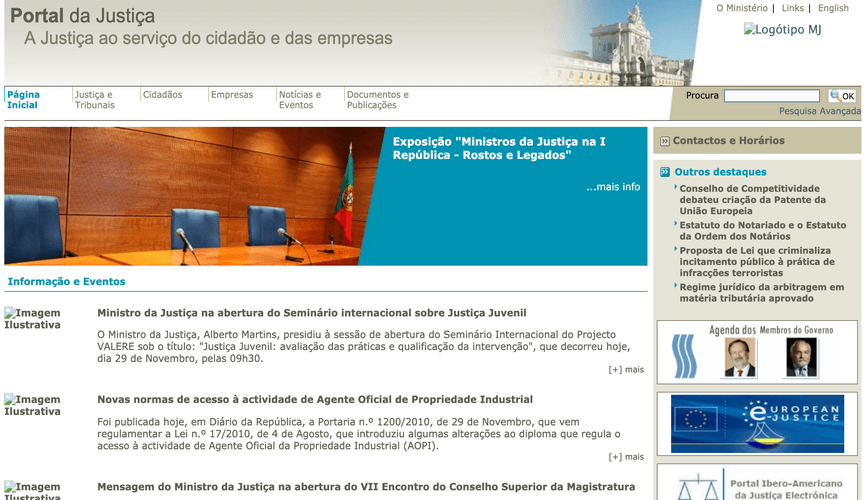 Portal da Justiça
A Justiça ao serviço do cidadão e das empresas
O Ministério | Links | English
Logótipo MJ
Página
Inicial
Justiça e
Tribunais
Cidadãos
Empresas
Notícias e
Eventos
Documentos e
Publicações
Procura
OK
Pesquisa Avançada
Exposição "Ministros da Justiça na I
República - Rostos e Legados"
...mais info
Contactos e Horários
Outros destaques
Conselho de Competitividade
debateu criação da Patente da
União Europeia
Estatuto do Notariado e o Estatuto
da Ordem dos Notários
Proposta de Lei que criminaliza
incitamento público à prática de
infracções terroristas
Regime jurídico da arbitragem em
matéria tributária aprovado
Agenda dos Membros do Governo
EUROPEAN
e-JUSTICE
Portal Ibero-Americano
da Justiça Electrónica
Informação e Eventos
Imagem
Ilustrativa
Ministro da Justiça na abertura do Seminário internacional sobre Justiça Juvenil
O Ministro da Justiça, Alberto Martins, presidiu à sessão de abertura do Seminário Internacional do Projecto
VALERE sob o título: "Justiça Juvenil: avaliação das práticas e qualificação da intervenção", que decorreu hoje,
dia 29 de Novembro, pelas 09h30.
[+] mais
Imagem
Ilustrativa
Novas normas de acesso à actividade de Agente Oficial de Propriedade Industrial
Foi publicada hoje, em Diário da República, a Portaria n.º 1200/2010, de 29 de Novembro, que vem
regulamentar a Lei n.º 17/2010, de 4 de Agosto, que introduziu algumas alterações ao diploma que regula o
acesso à actividade de Agente Oficial da Propriedade Industrial (AOPI).
[+] mais
Imagem
Ilustrativa
Mensagem do Ministro da Justiça na abertura do VII Encontro do Conselho Superior da Magistratura